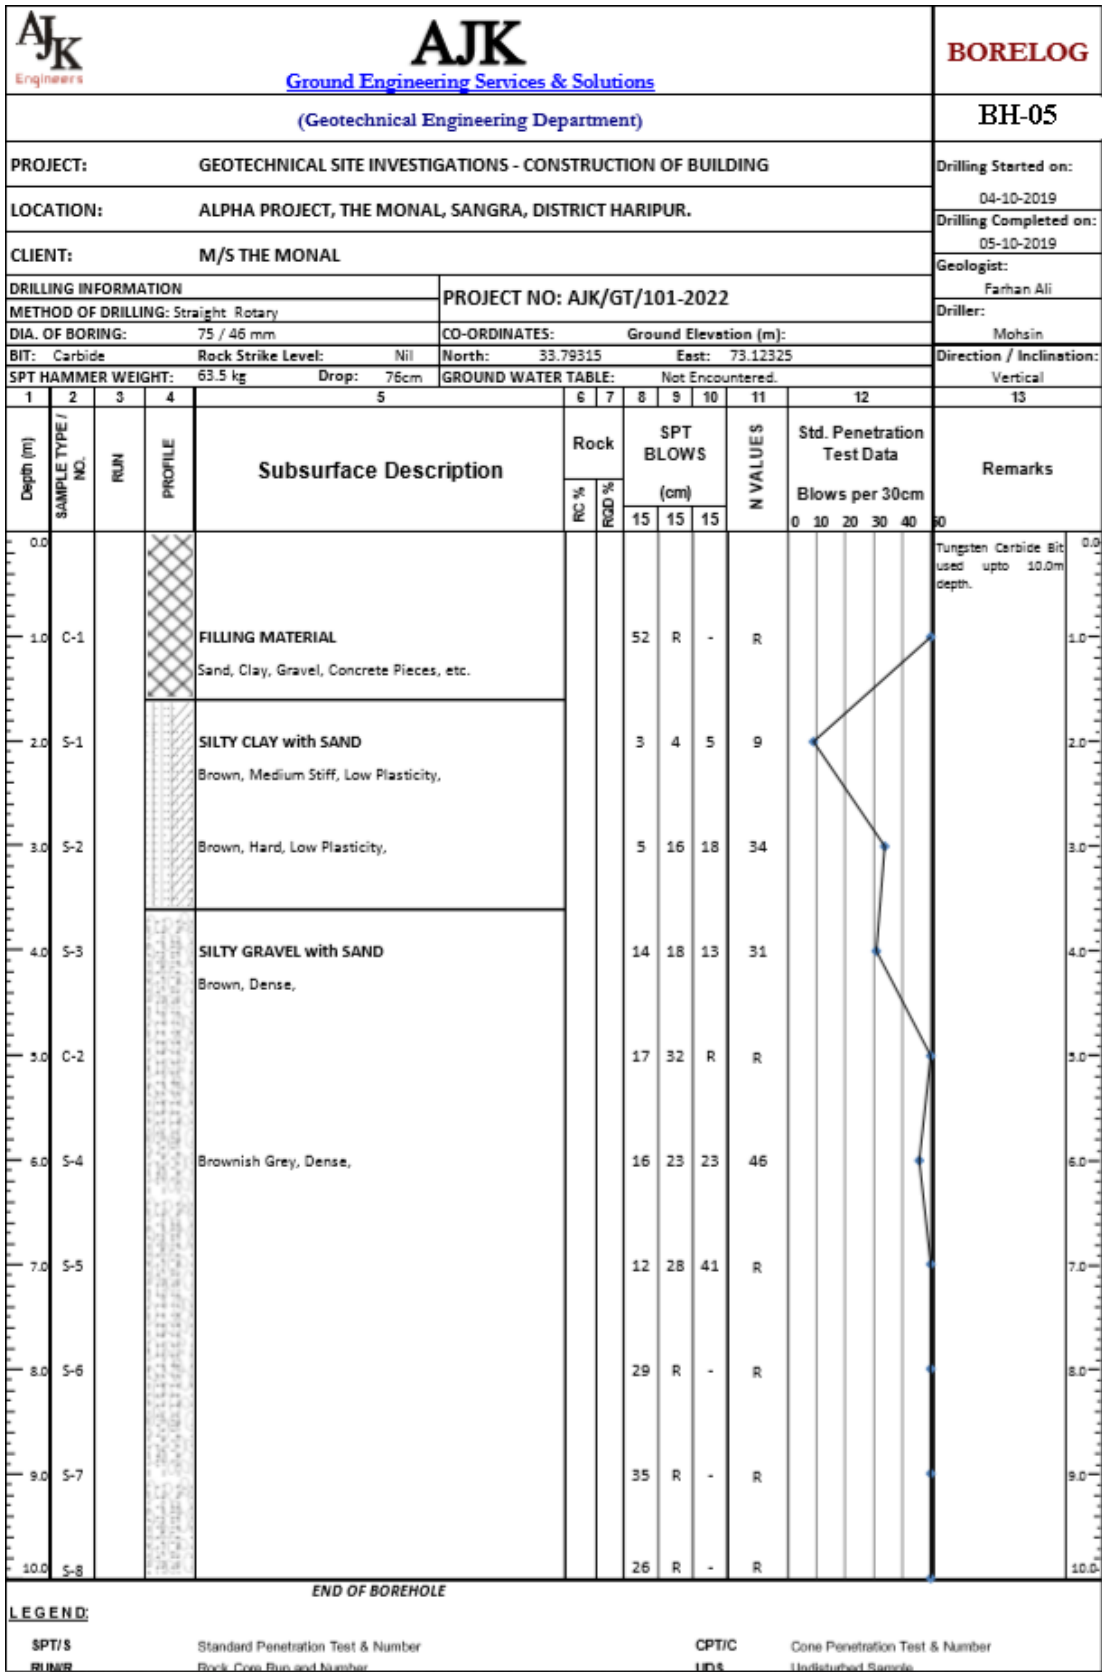 AJK
Engineers
AJK
Ground Engineering Services & Solutions
BORELOG
(Geotechnical Engineering Department)
BH-05
PROJECT: GEOTECHNICAL SITE INVESTIGATIONS - CONSTRUCTION OF BUILDING
Drilling Started on:
04-10-2019
LOCATION: ALPHA PROJECT, THE MONAL, SANGRA, DISTRICT HARIPUR.
Drilling Completed on:
05-10-2019
CLIENT: M/S THE MONAL
Geologist:
Farhan Ali
DRILLING INFORMATION
PROJECT NO: AJK/GT/101-2022
METHOD OF DRILLING: Straight Rotary
Driller:
Mohsin
DIA. OF BORING: 75 / 46 mm CO-ORDINATES: Ground Elevation (m):
BIT: Carbide Rock Strike Level: Nil North: 33.79315 East: 73.12325
Direction / Inclination:
Vertical
SPT HAMMER WEIGHT: 63.5 kg Drop: 76cm GROUND WATER TABLE: Not Encountered.
1 2 3 4 5 6 7 8 9 10 11 12 13
Depth (m)
SAMPLE TYPE / NO.
RUN
PROFILE
Subsurface Description
Rock
RC %
RQD %
SPT
BLOWS
(cm)
15 15 15
N VALUES
Std. Penetration
Test Data
Blows per 30cm
0 10 20 30 40 50
Remarks
0.0 0.0
Tungsten Carbide Bit
used upto 10.0m
depth.
1.0 C-1 FILLING MATERIAL 52 R - R 1.0
Sand, Clay, Gravel, Concrete Pieces, etc.
2.0 S-1 SILTY CLAY with SAND 3 4 5 9 2.0
Brown, Medium Stiff, Low Plasticity,
3.0 S-2 Brown, Hard, Low Plasticity, 5 16 18 34 3.0
4.0 S-3 SILTY GRAVEL with SAND 14 18 13 31 4.0
Brown, Dense,
5.0 C-2 17 32 R R 5.0
6.0 S-4 Brownish Grey, Dense, 16 23 23 46 6.0
7.0 S-5 12 28 41 R 7.0
8.0 S-6 29 R - R 8.0
9.0 S-7 35 R - R 9.0
10.0 S-8 26 R - R 10.0
END OF BOREHOLE
LEGEND:
SPT/S Standard Penetration Test & Number CPT/C Cone Penetration Test & Number
RUN/R Rock Core Run and Number UDS Undisturbed Sample